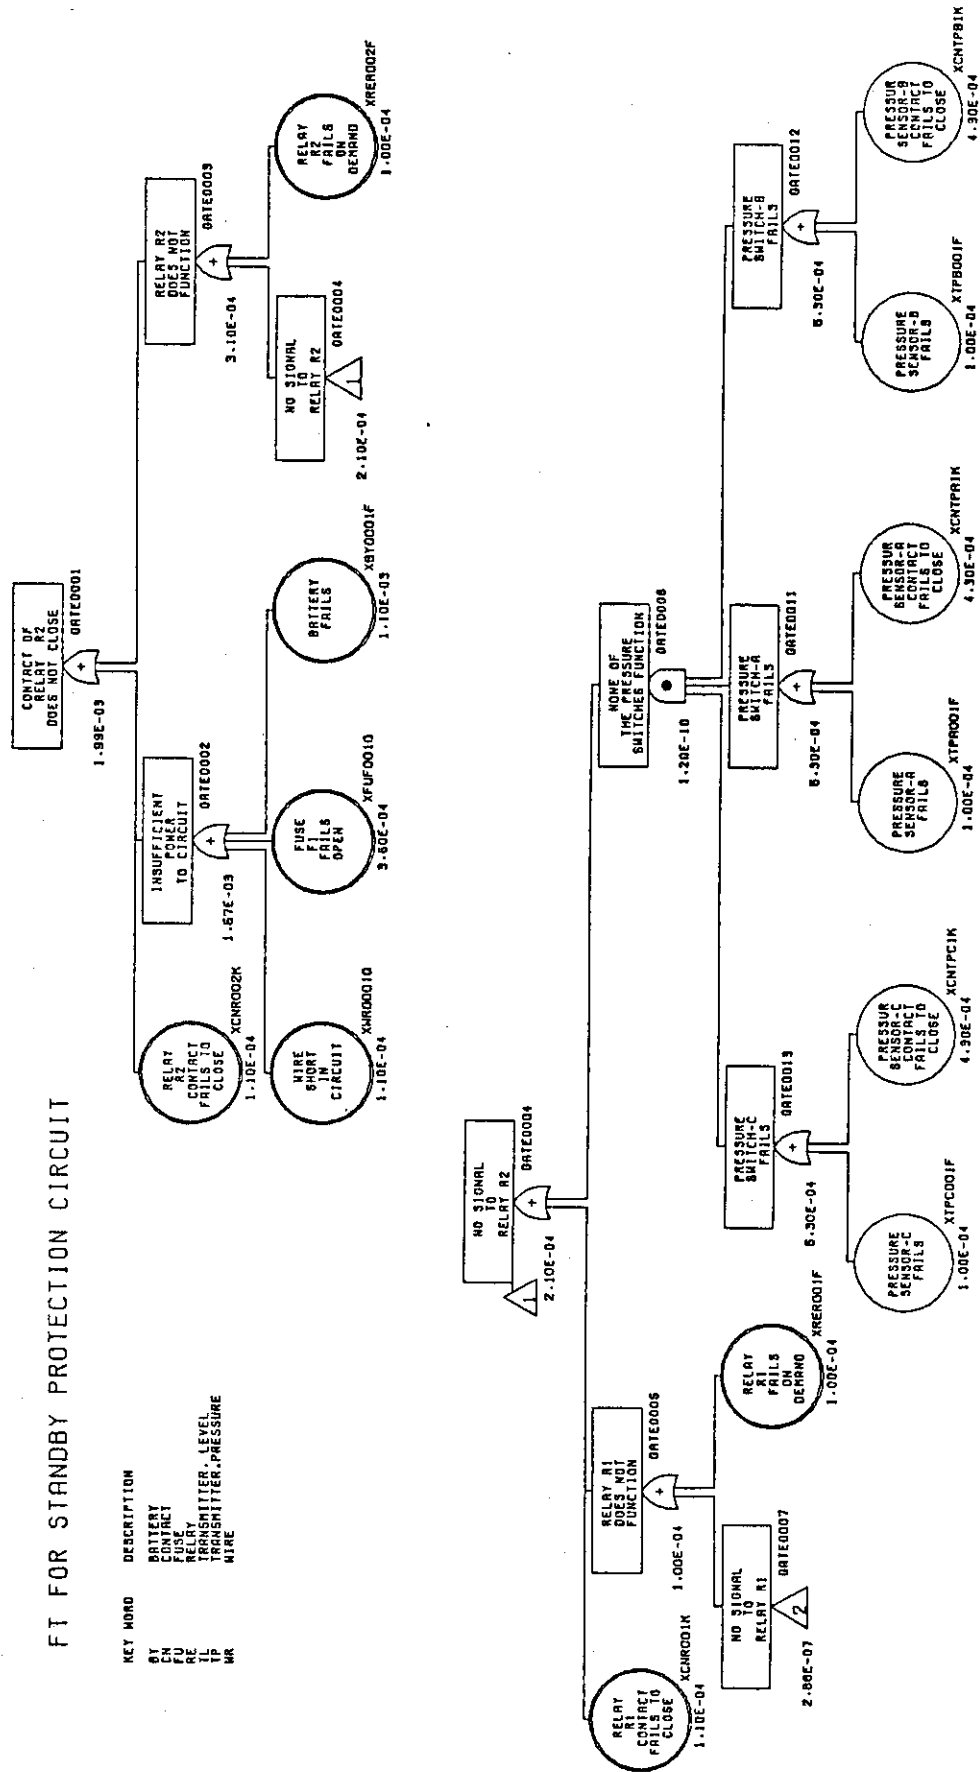 FT FOR STANDBY PROTECTION CIRCUIT
KEY WORD DESCRIPTION
BY BATTERY
CN CONTACT
FU FUSE
RE RELAY
TL TRANSMITTER, LEVEL
TP TRANSMITTER, PRESSURE
WR WIRE
CONTACT OF
RELAY R2
DOES NOT CLOSE
GATE0001
+
1.99E-03
RELAY
R2
CONTACT
FAILS TO
CLOSE
XCNR002K
1.10E-04
INSUFFICIENT
POWER
TO CIRCUIT
GATE0002
+
1.57E-03
RELAY R2
DOES NOT
FUNCTION
GATE0003
+
3.10E-04
WIRE
SHORT
IN
CIRCUIT
XWR00010
1.10E-04
FUSE
F1
FAILS
OPEN
XFUF0010
3.60E-04
BATTERY
FAILS
XBY0001F
1.10E-03
NO SIGNAL
TO
RELAY R2
GATE0004
1
2.10E-04
RELAY
R2
FAILS
ON
DEMAND
XRER002F
1.00E-04
NO SIGNAL
TO
RELAY R2
GATE0004
1
+
2.10E-04
RELAY
R1
CONTACT
FAILS TO
CLOSE
XCNR001K
1.10E-04
RELAY R1
DOES NOT
FUNCTION
GATE0005
+
1.00E-04
NONE OF
THE PRESSURE
SWITCHES FUNCTION
GATE0006
1.20E-10
NO SIGNAL
TO
RELAY R1
GATE0007
2
2.86E-07
RELAY
R1
FAILS
ON
DEMAND
XRER001F
1.00E-04
PRESSURE
SWITCH-C
FAILS
GATE0013
+
5.30E-04
PRESSURE
SWITCH-A
FAILS
GATE0011
+
5.30E-04
PRESSURE
SWITCH-B
FAILS
GATE0012
+
5.30E-04
PRESSURE
SENSOR-C
FAILS
XTPC001F
1.00E-04
PRESSUR
SENSOR-C
CONTACT
FAILS TO
CLOSE
XCNTPC1K
4.30E-04
PRESSURE
SENSOR-A
FAILS
XTPA001F
1.00E-04
PRESSUR
SENSOR-A
CONTACT
FAILS TO
CLOSE
XCNTPA1K
4.30E-04
PRESSURE
SENSOR-B
FAILS
XTPB001F
1.00E-04
PRESSUR
SENSOR-B
CONTACT
FAILS TO
CLOSE
XCNTPB1K
4.30E-04